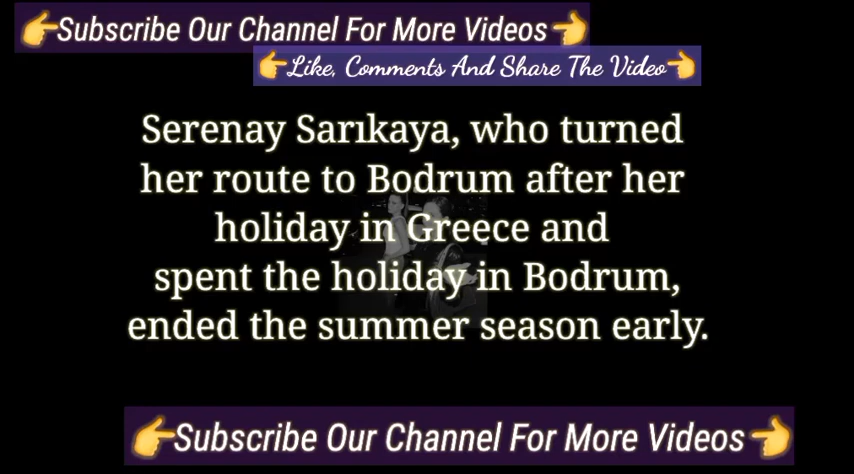 👉Subscribe Our Channel For More Videos👈
👉Like, Comments And Share The Video👈
Serenay Sarıkaya, who turned
her route to Bodrum after her
holiday in Greece and
spent the holiday in Bodrum,
ended the summer season early.
👉Subscribe Our Channel For More Videos👈